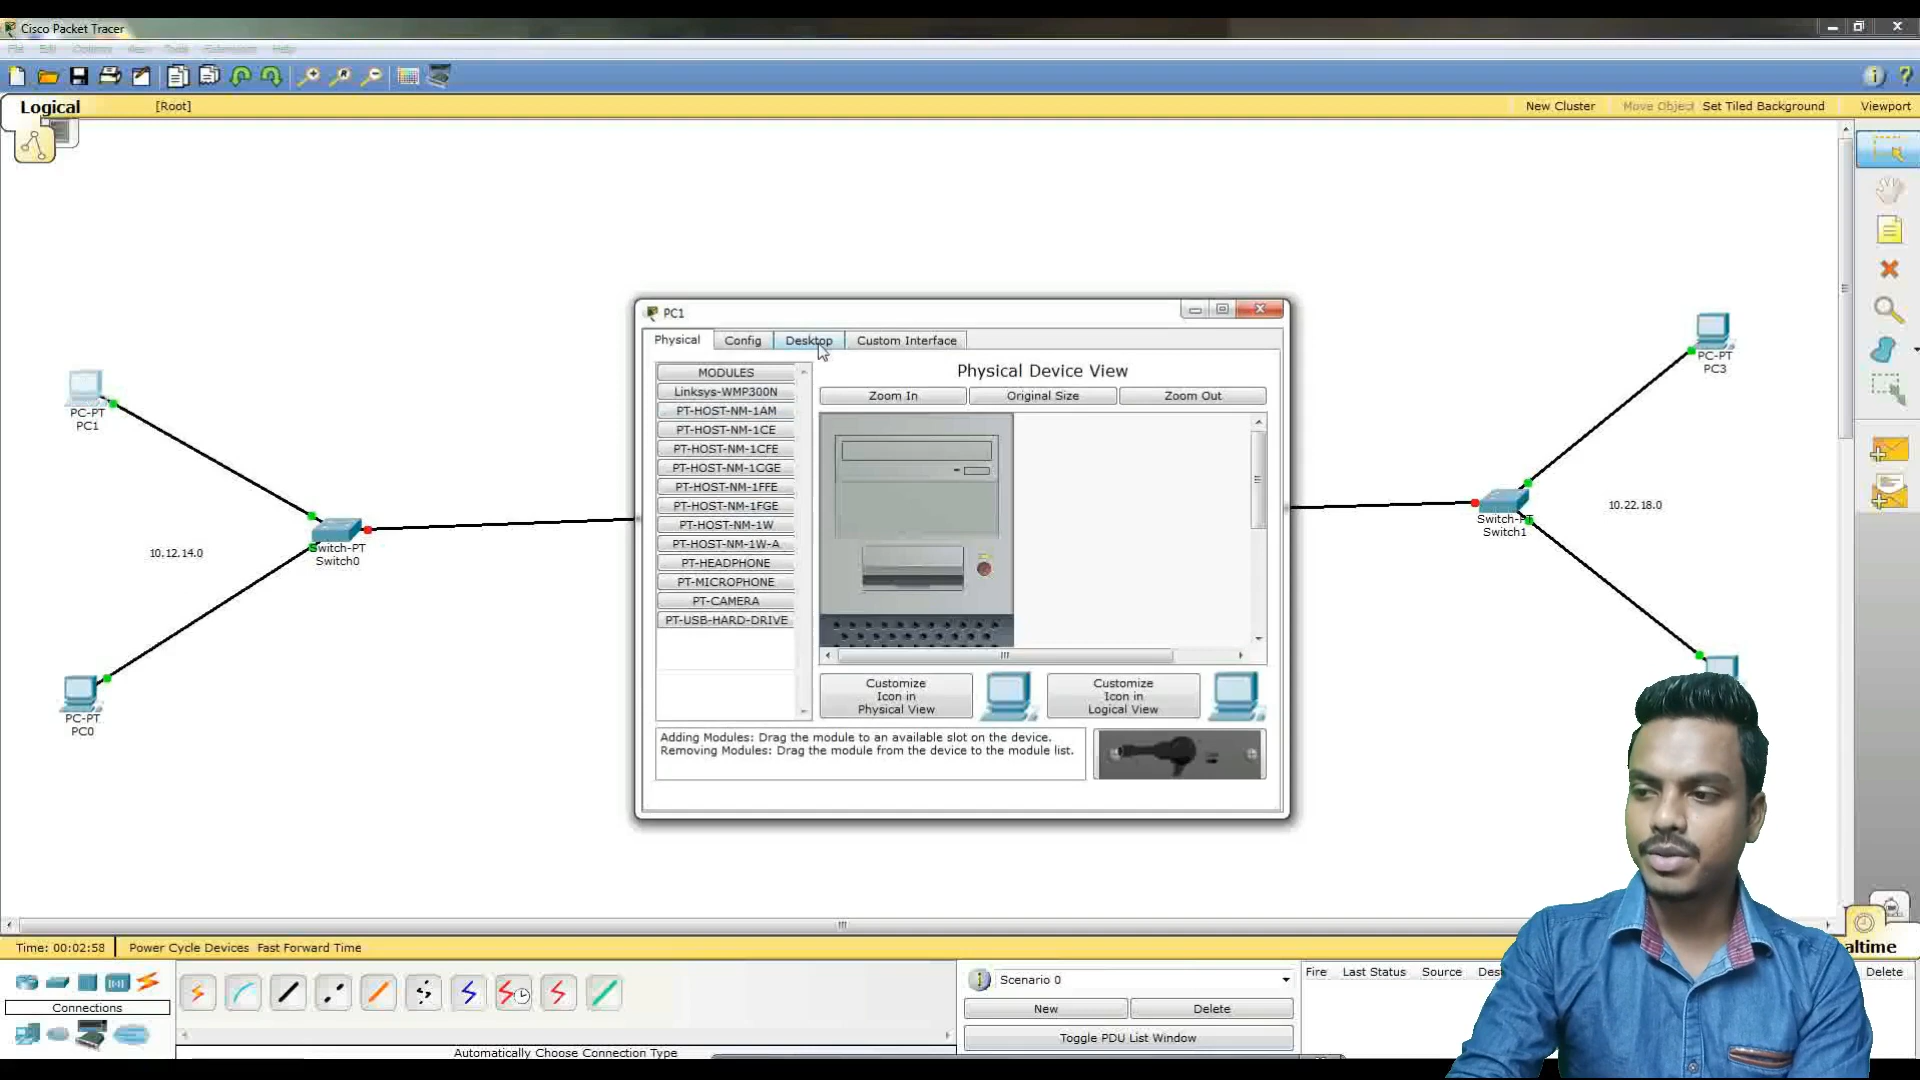 Cisco Packet Tracer
Logical
[Root]
New Cluster
Move Object
Set Tiled Background
Viewport
PC1
Physical
Config
Desktop
Custom Interface
MODULES
Linksys-WMP300N
PT-HOST-NM-1AM
PT-HOST-NM-1CE
PT-HOST-NM-1CFE
PT-HOST-NM-1CGE
PT-HOST-NM-1FFE
PT-HOST-NM-1FGE
PT-HOST-NM-1W
PT-HOST-NM-1W-A
PT-HEADPHONE
PT-MICROPHONE
PT-CAMERA
PT-USB-HARD-DRIVE
Physical Device View
Zoom In
Original Size
Zoom Out
Customize
Icon in
Physical View
Customize
Icon in
Logical View
Adding Modules: Drag the module to an available slot on the device.
Removing Modules: Drag the module from the device to the module list.
PC-PT
PC1
10.12.14.0
Switch-PT
Switch0
PC-PT
PC0
PC-PT
PC3
Switch-PT
Switch1
10.22.18.0
Time: 00:02:58
Power Cycle Devices
Fast Forward Time
altime
Connections
Automatically Choose Connection Type
Scenario 0
New
Delete
Toggle PDU List Window
Fire
Last Status
Source
Des
Delete